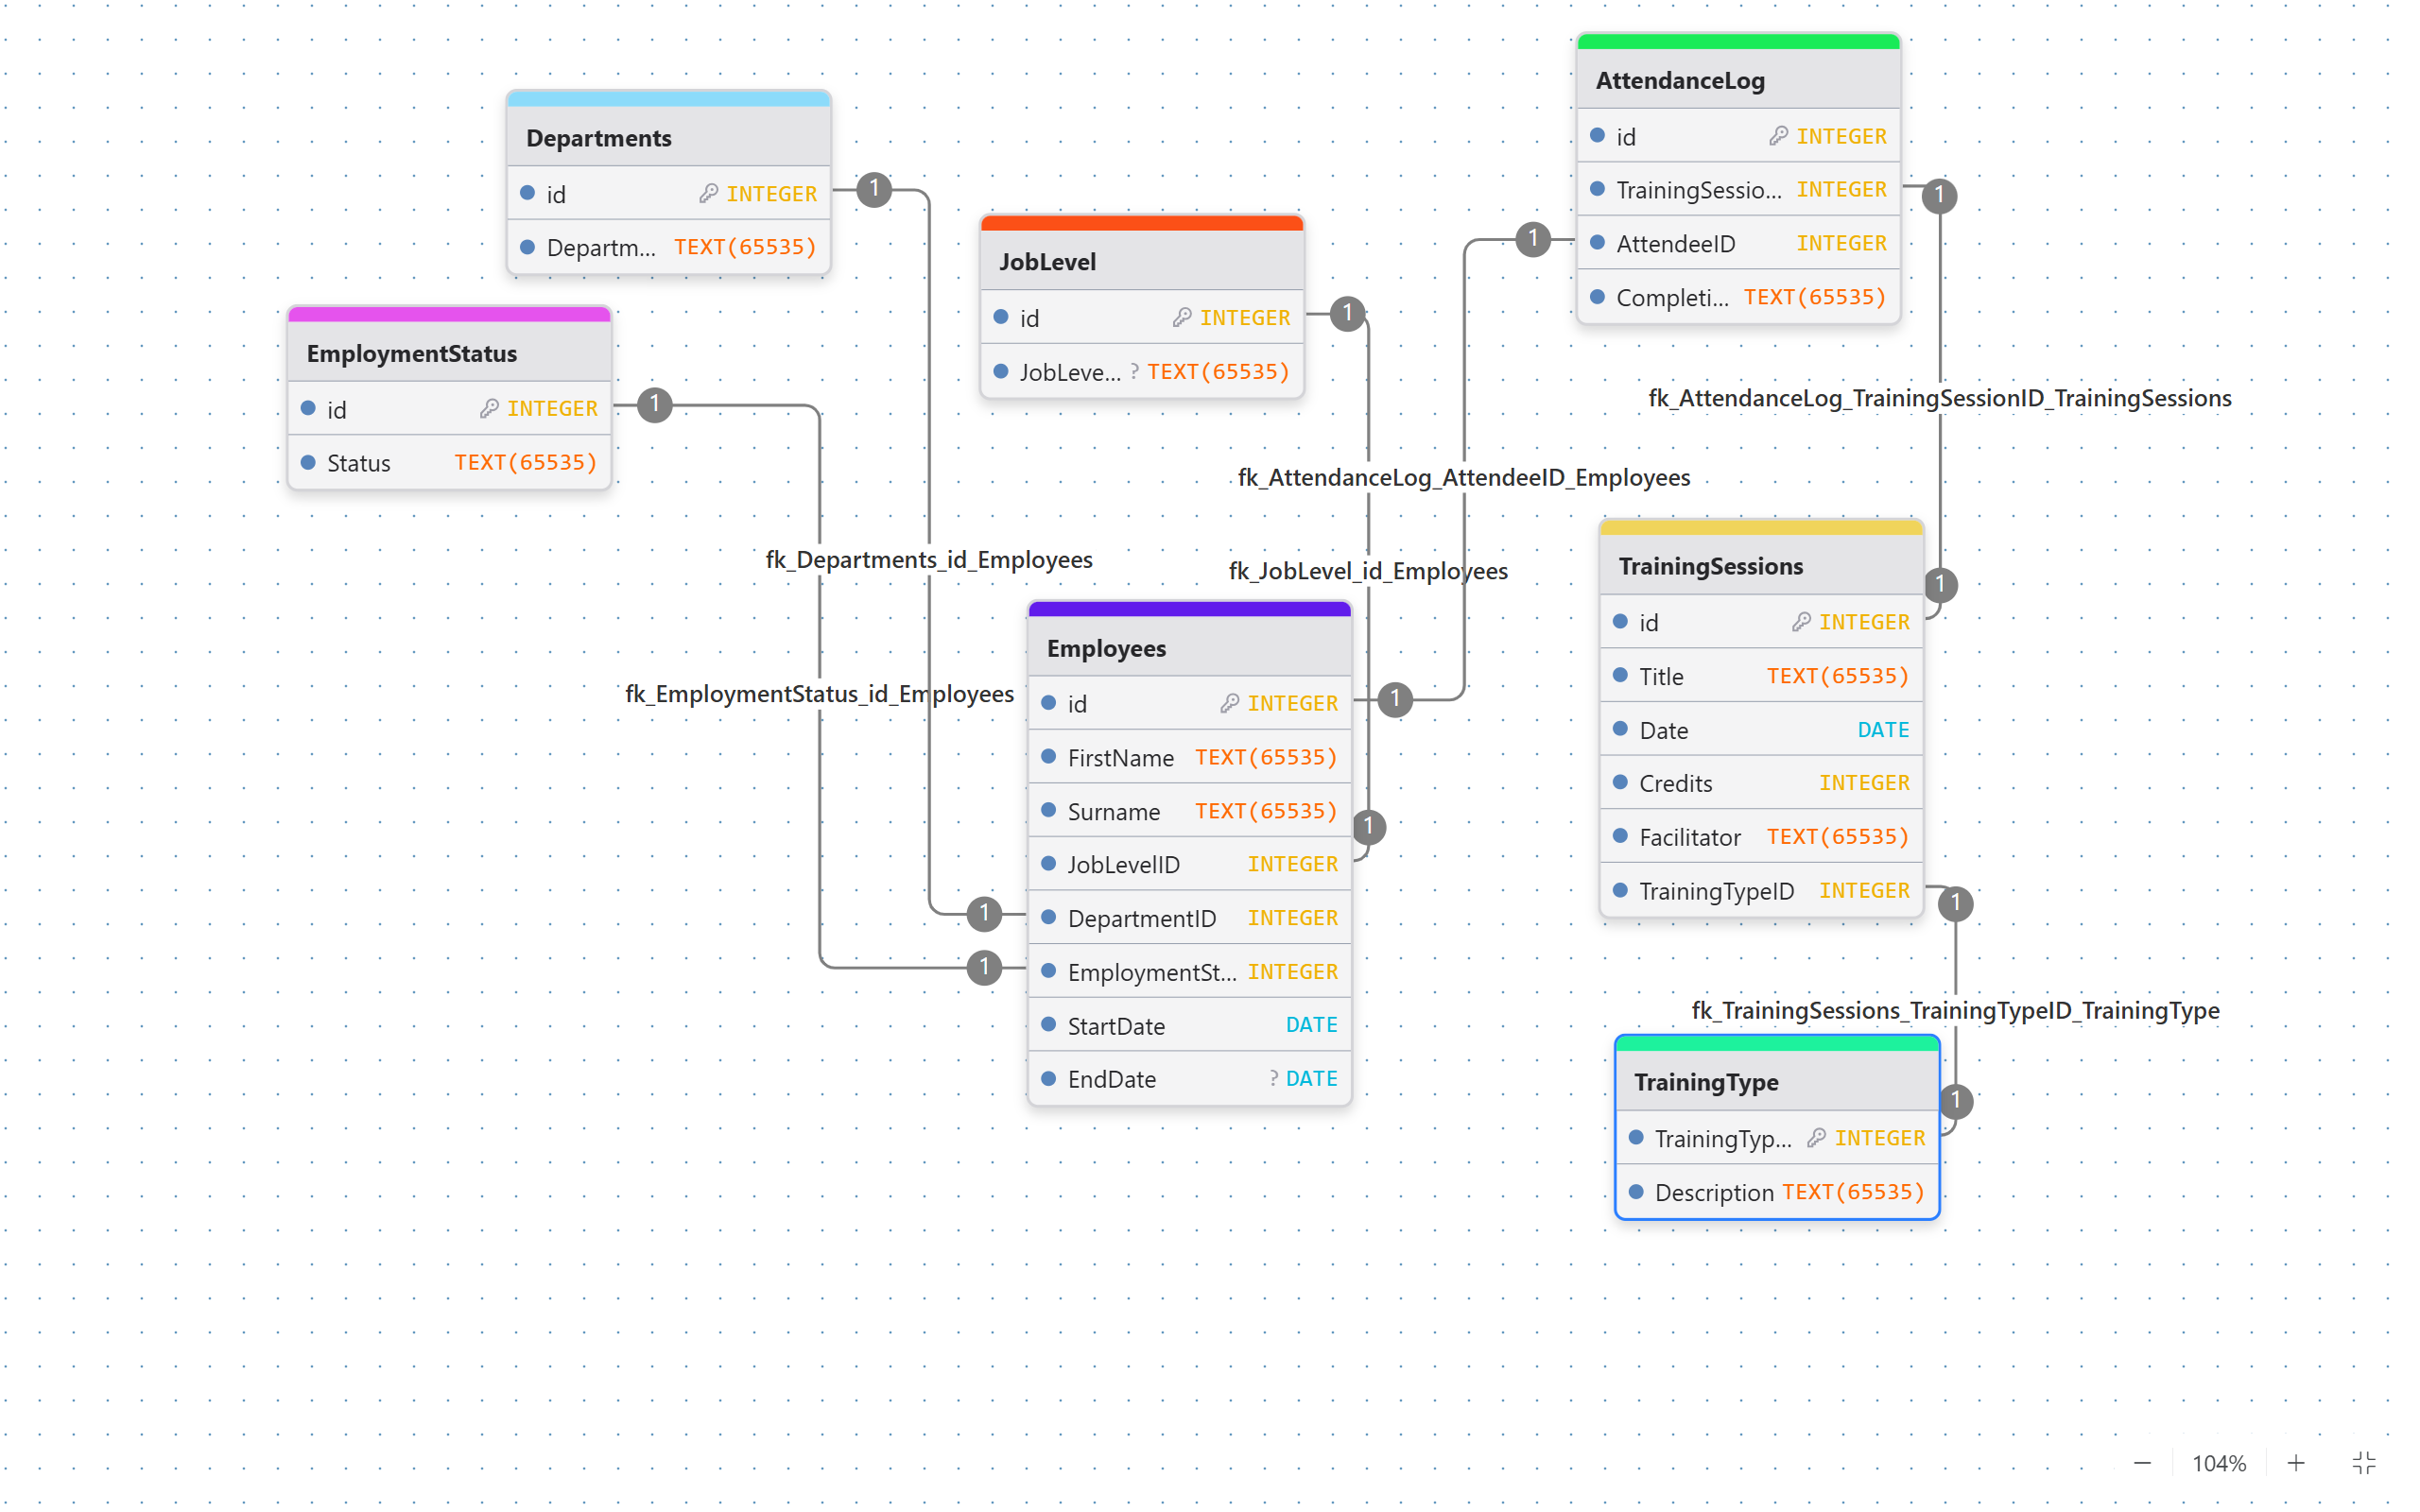 Departments
id INTEGER
Departm... TEXT(65535)
EmploymentStatus
id INTEGER
Status TEXT(65535)
JobLevel
id INTEGER
JobLeve... ? TEXT(65535)
AttendanceLog
id INTEGER
TrainingSessio... INTEGER
AttendeeID INTEGER
Completi... TEXT(65535)
Employees
id INTEGER
FirstName TEXT(65535)
Surname TEXT(65535)
JobLevelID INTEGER
DepartmentID INTEGER
EmploymentSt... INTEGER
StartDate DATE
EndDate ? DATE
TrainingSessions
id INTEGER
Title TEXT(65535)
Date DATE
Credits INTEGER
Facilitator TEXT(65535)
TrainingTypeID INTEGER
TrainingType
TrainingTyp... INTEGER
Description TEXT(65535)
1
1
1
1
1
1
1
1
1
1
1
1
fk_AttendanceLog_TrainingSessionID_TrainingSessions
fk_AttendanceLog_AttendeeID_Employees
fk_Departments_id_Employees
fk_JobLevel_id_Employees
fk_EmploymentStatus_id_Employees
fk_TrainingSessions_TrainingTypeID_TrainingType
− 104% +